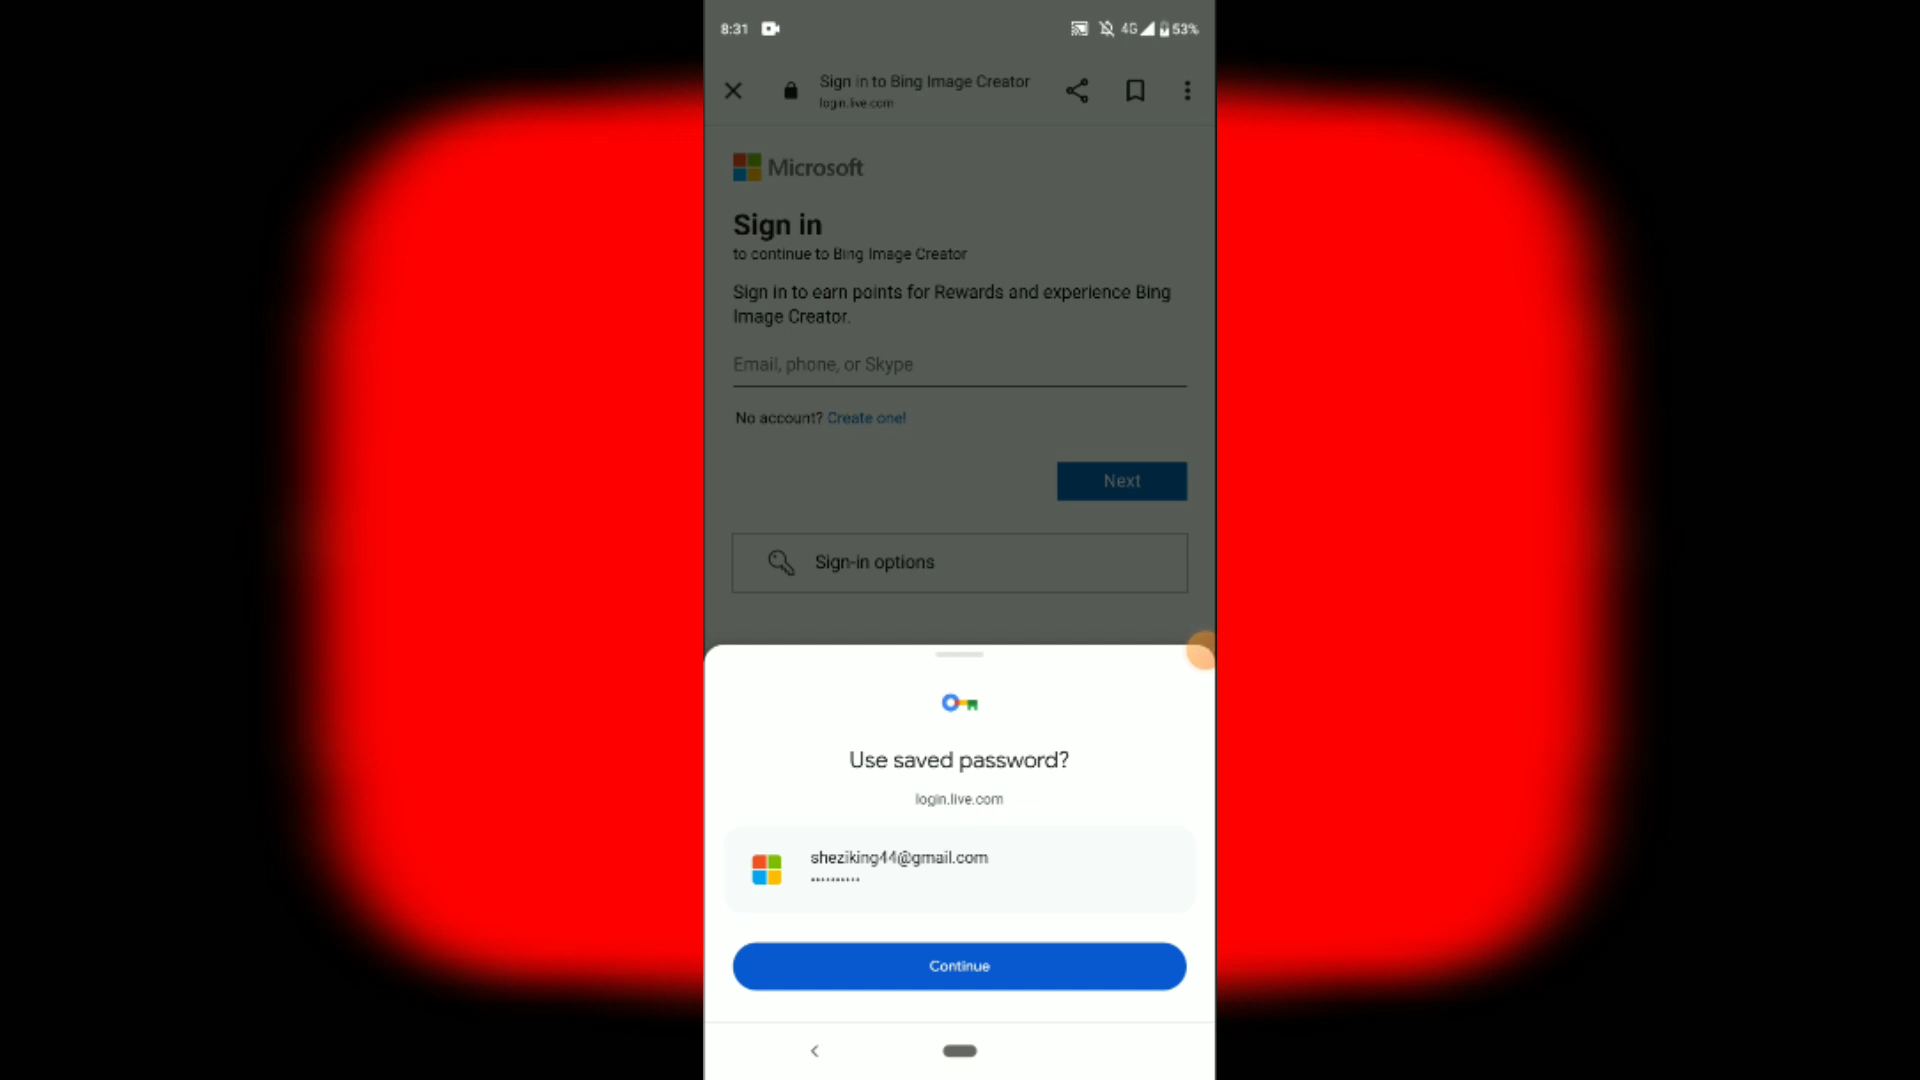 8:31
4G 53%
Sign in to Bing Image Creator
login.live.com
Microsoft
Sign in
to continue to Bing Image Creator
Sign in to earn points for Rewards and experience Bing
Image Creator.
Email, phone, or Skype
No account? Create one!
Next
Sign-in options
Use saved password?
login.live.com
sheziking44@gmail.com
••••••••••
Continue